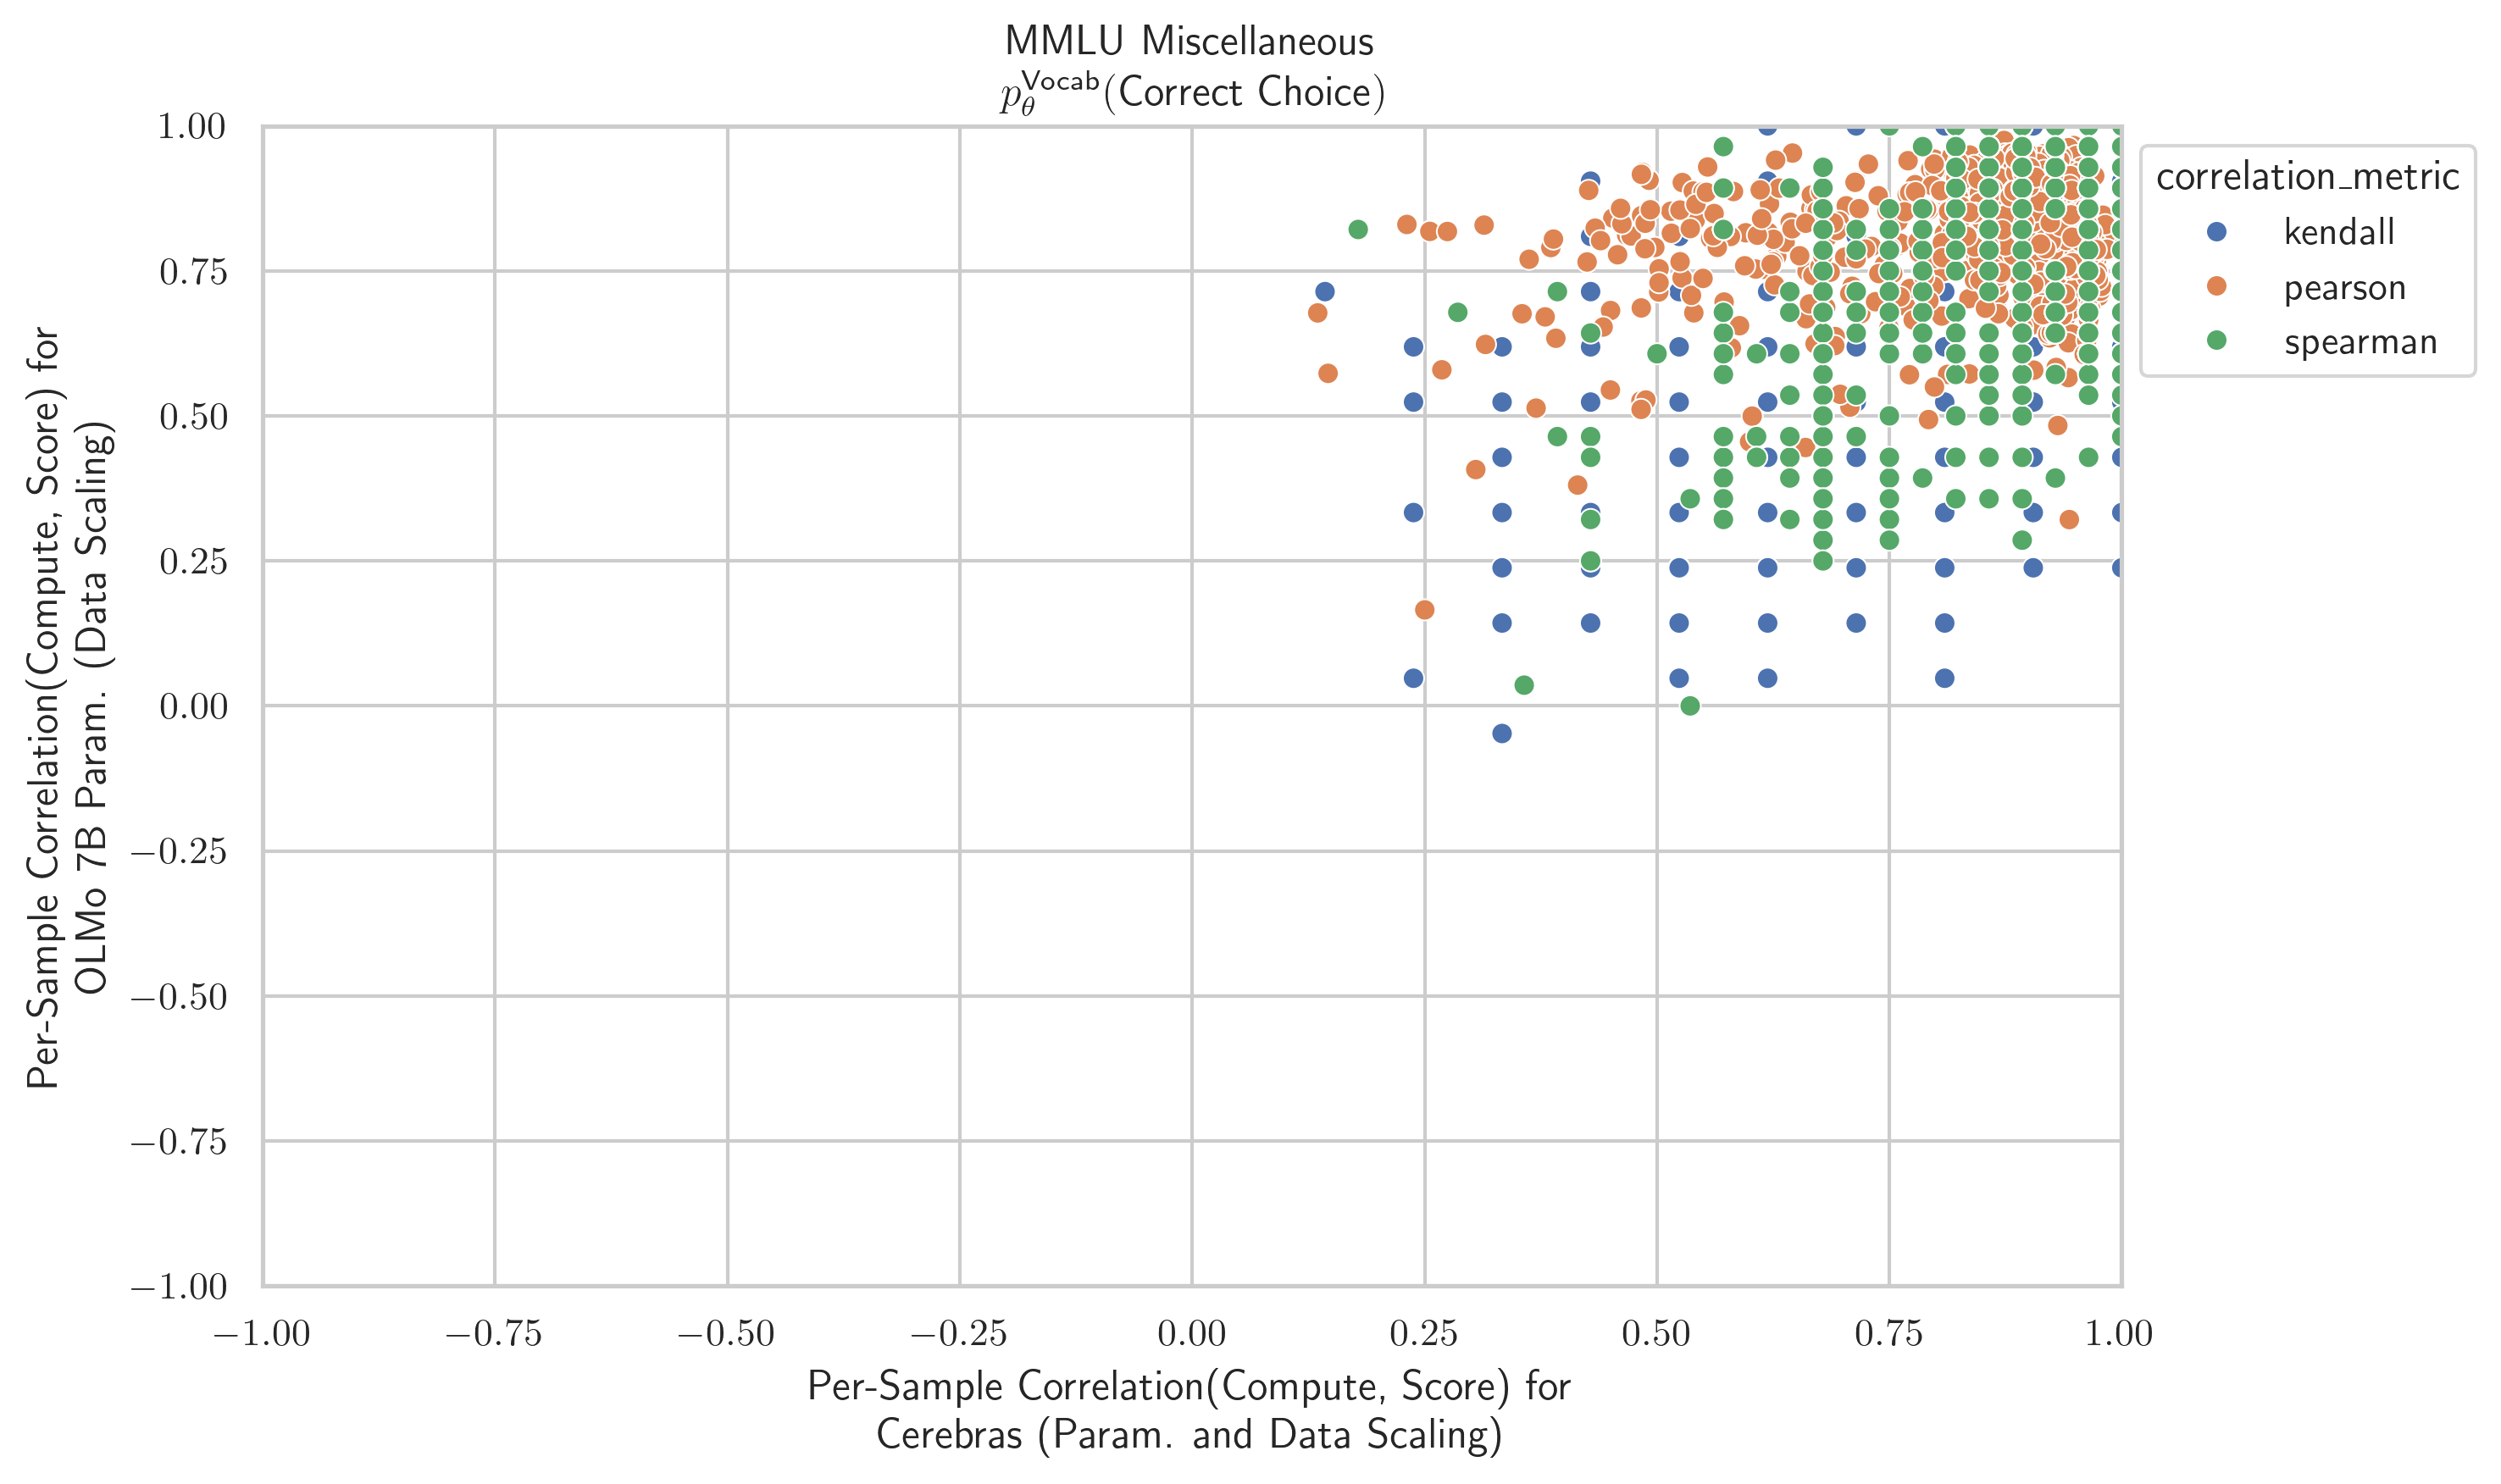 MMLU Miscellaneous
p_θ^Vocab(Correct Choice)
1.00
0.75
0.50
0.25
0.00
−0.25
−0.50
−0.75
−1.00
Per-Sample Correlation(Compute, Score) for
OLMo 7B Param. (Data Scaling)
correlation_metric
kendall
pearson
spearman
−1.00 −0.75 −0.50 −0.25 0.00 0.25 0.50 0.75 1.00
Per-Sample Correlation(Compute, Score) for
Cerebras (Param. and Data Scaling)